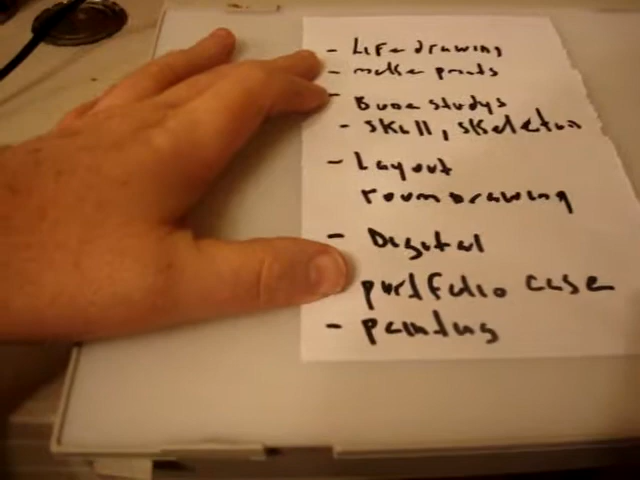 - Life drawing
- make prints
- Bone studys
- Skull, skeleton
- Layout
room drawing
- Digital
portfolio case
- painting